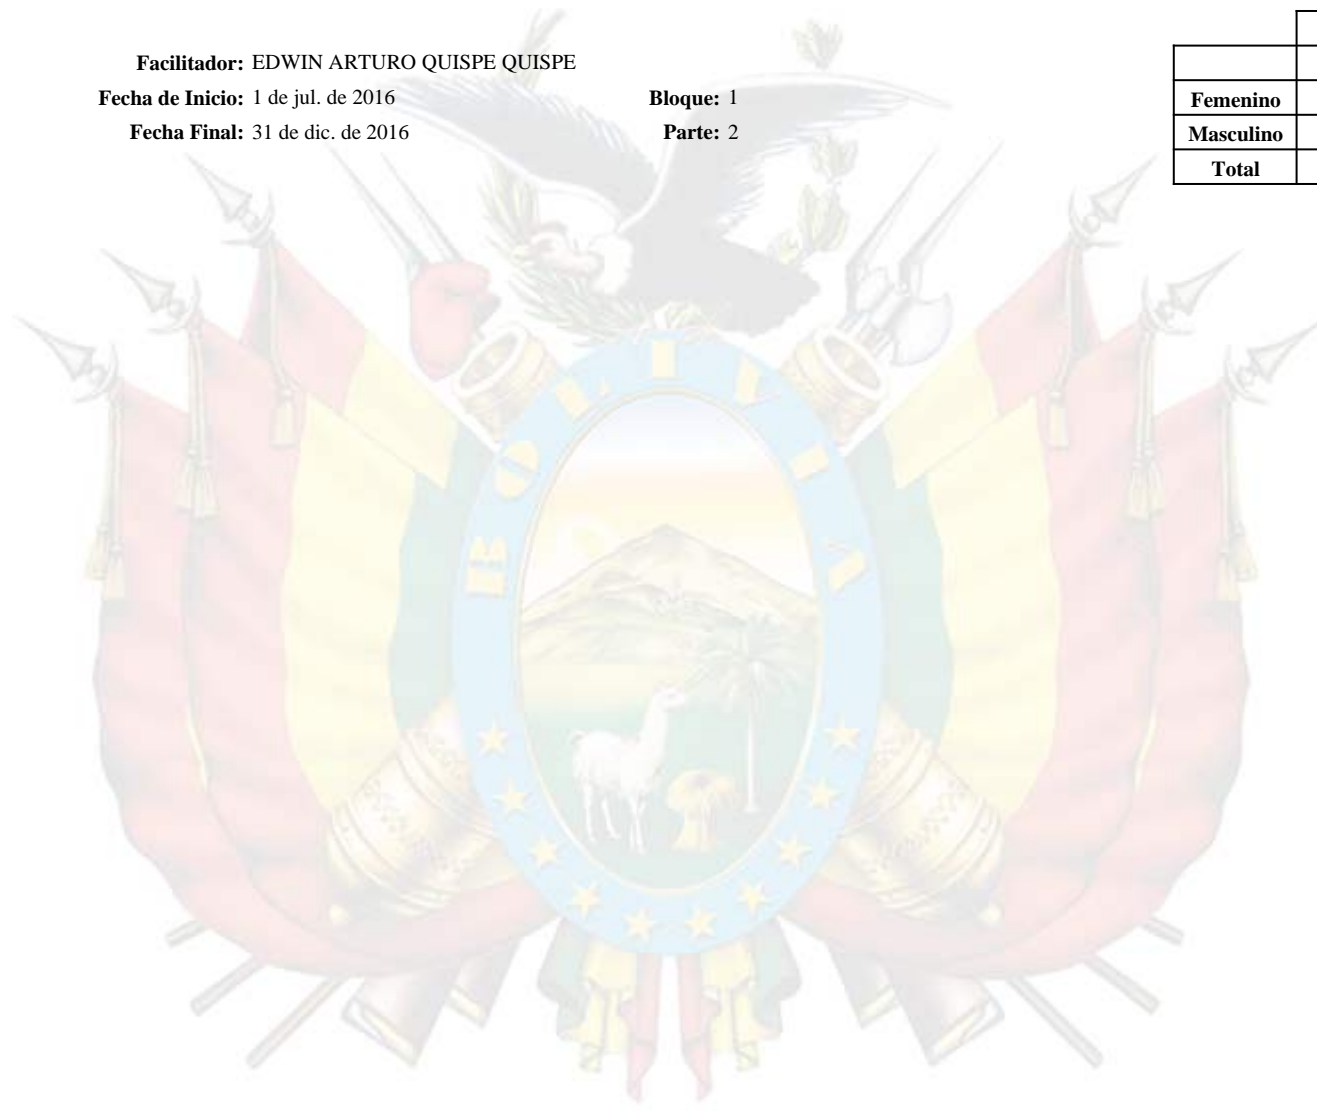 Facilitador: EDWIN ARTURO QUISPE QUISPE
Fecha de Inicio: 1 de jul. de 2016 Bloque: 1
Fecha Final: 31 de dic. de 2016 Parte: 2
Femenino
Masculino
Total
BOLIVIA